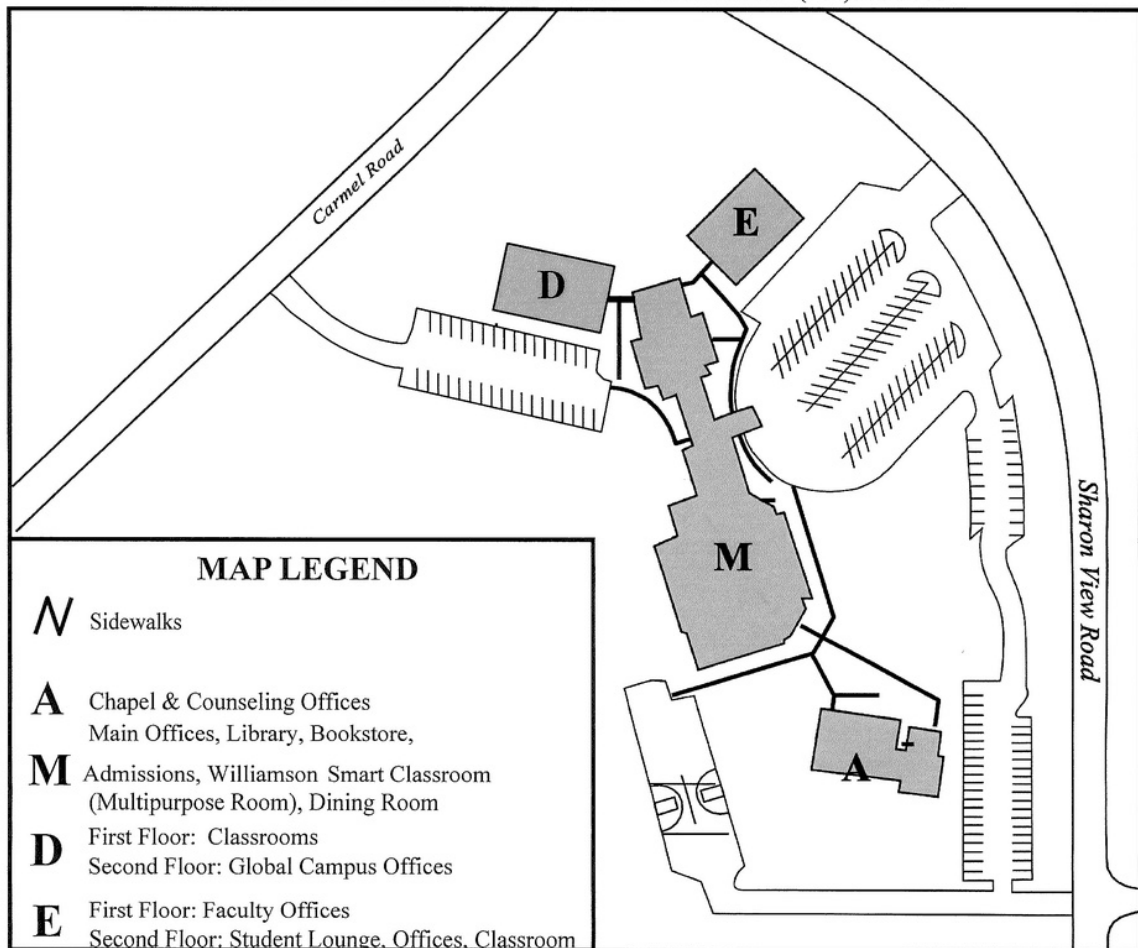 Carmel Road
E
D
M
Sharon View Road
A
MAP LEGEND
N Sidewalks
A Chapel & Counseling Offices
Main Offices, Library, Bookstore,
M Admissions, Williamson Smart Classroom
(Multipurpose Room), Dining Room
D First Floor: Classrooms
Second Floor: Global Campus Offices
E First Floor: Faculty Offices
Second Floor: Student Lounge, Offices, Classroom